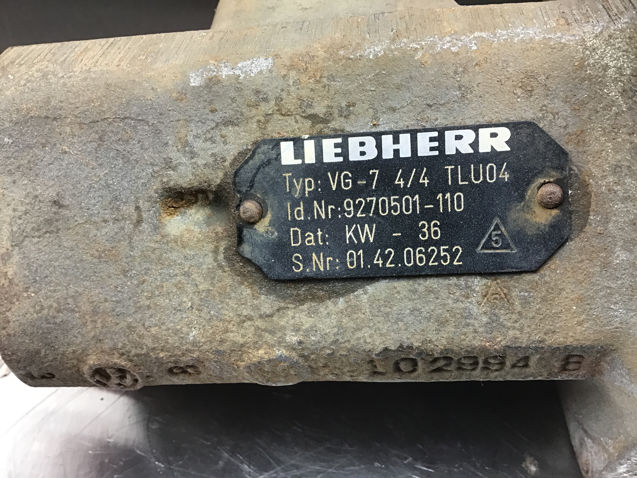 LIEBHERR
Typ: VG-7 4/4 TLU04
Id.Nr: 9270501-110
Dat: KW - 36
5
S.Nr: 01.42.06252
8
102994 B